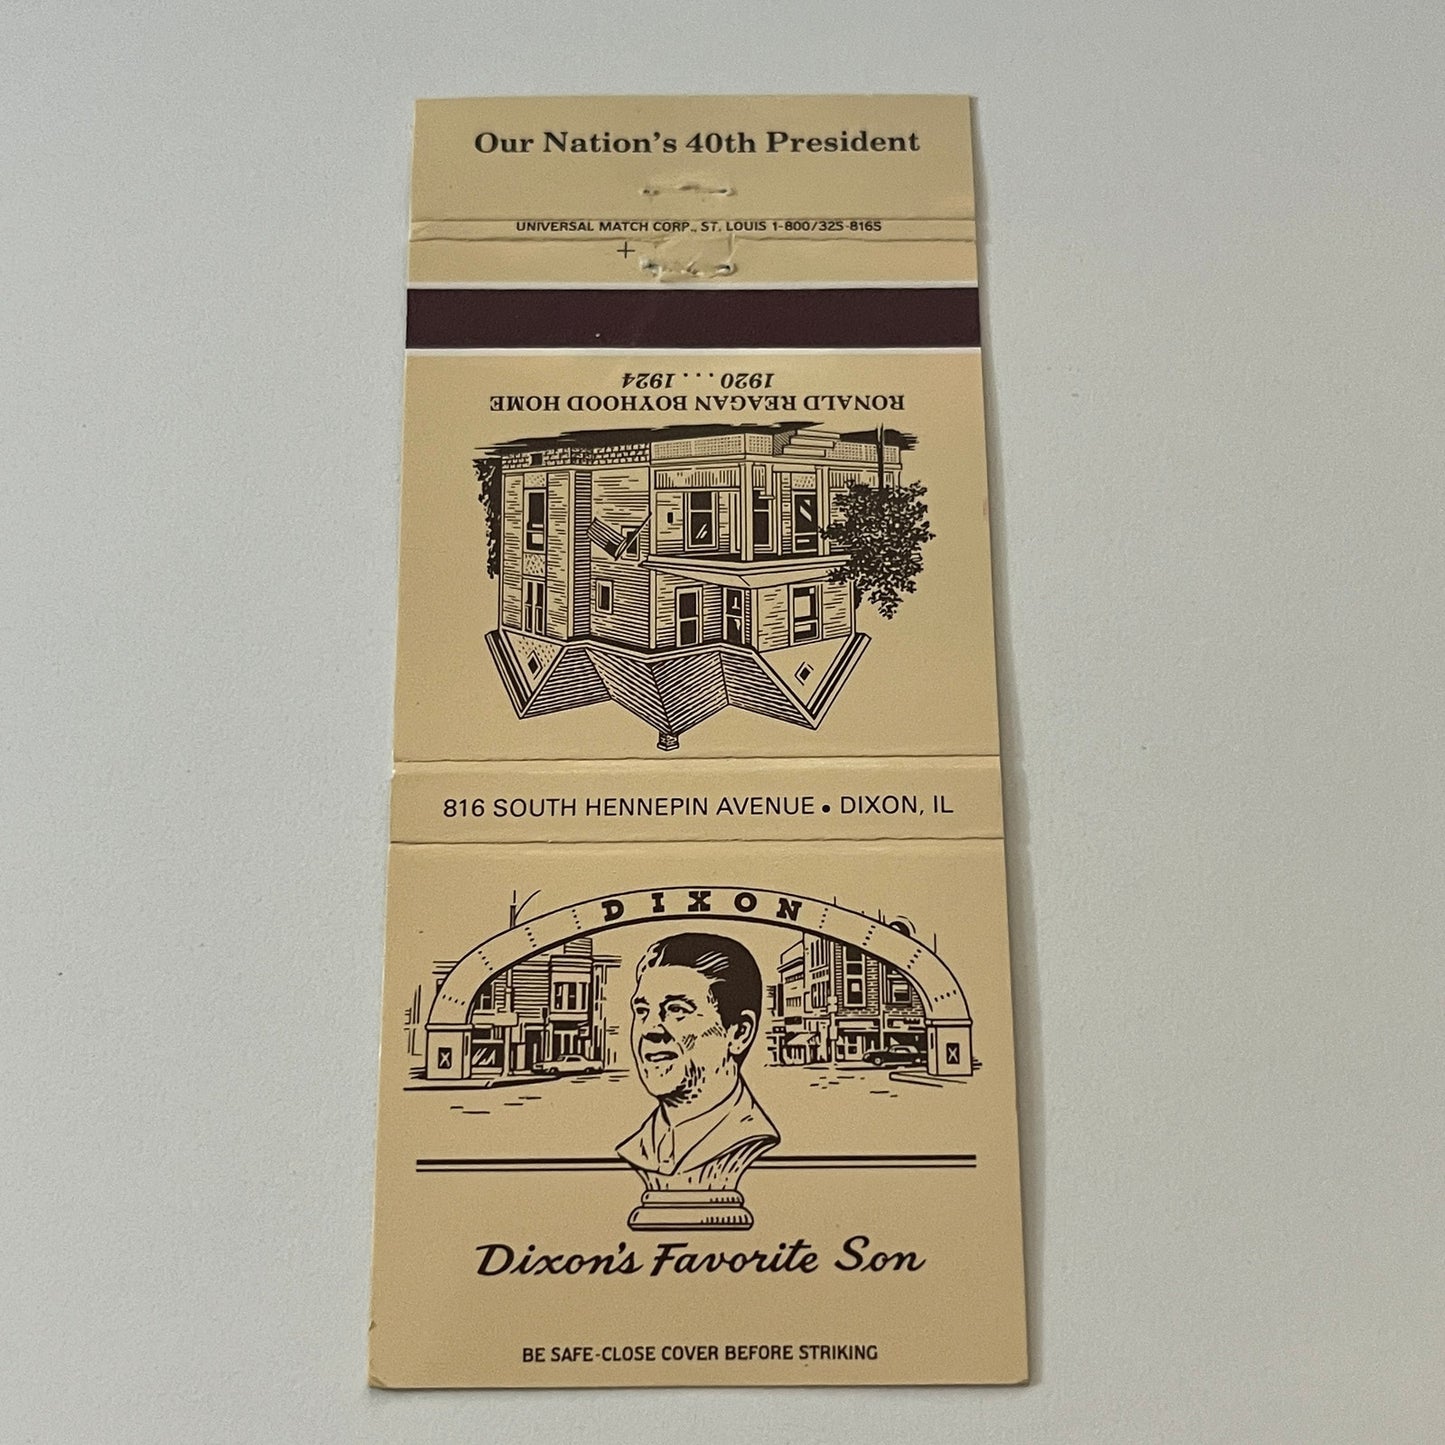 Our Nation's 40th President
UNIVERSAL MATCH CORP., ST. LOUIS 1-800/325-8165
RONALD REAGAN BOYHOOD HOME
1920 . . . 1924
816 SOUTH HENNEPIN AVENUE • DIXON, IL
DIXON
Dixon's Favorite Son
BE SAFE-CLOSE COVER BEFORE STRIKING